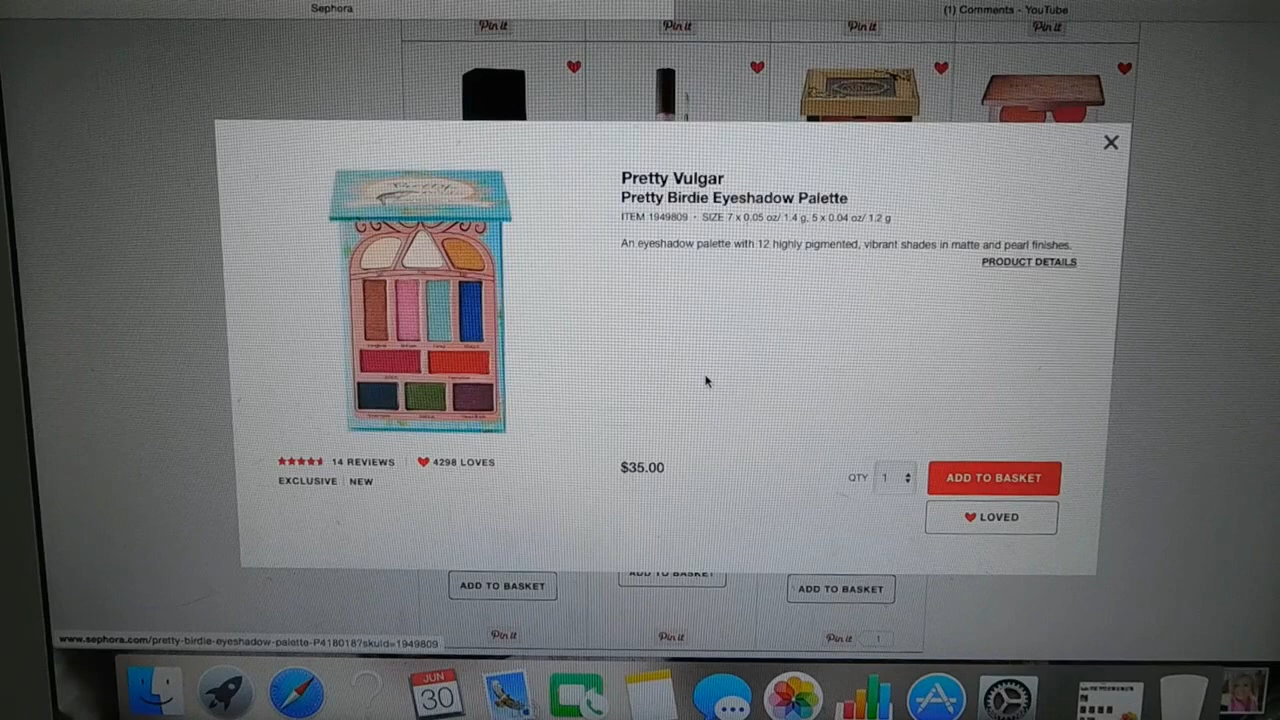 Sephora
(1) Comments - YouTube
Pin it
Pin it
Pin it
Pin it
Pretty Vulgar
Pretty Birdie Eyeshadow Palette
ITEM 1949809 · SIZE 7 x 0.05 oz/ 1.4 g, 5 x 0.04 oz/ 1.2 g
An eyeshadow palette with 12 highly pigmented, vibrant shades in matte and pearl finishes.
PRODUCT DETAILS
14 REVIEWS
4298 LOVES
EXCLUSIVE | NEW
$35.00
QTY 1
ADD TO BASKET
LOVED
ADD TO BASKET
ADD TO BASKET
ADD TO BASKET
www.sephora.com/pretty-birdie-eyeshadow-palette-P418018?skuId=1949809
Pin it
Pin it
Pin it 1
JUN
30